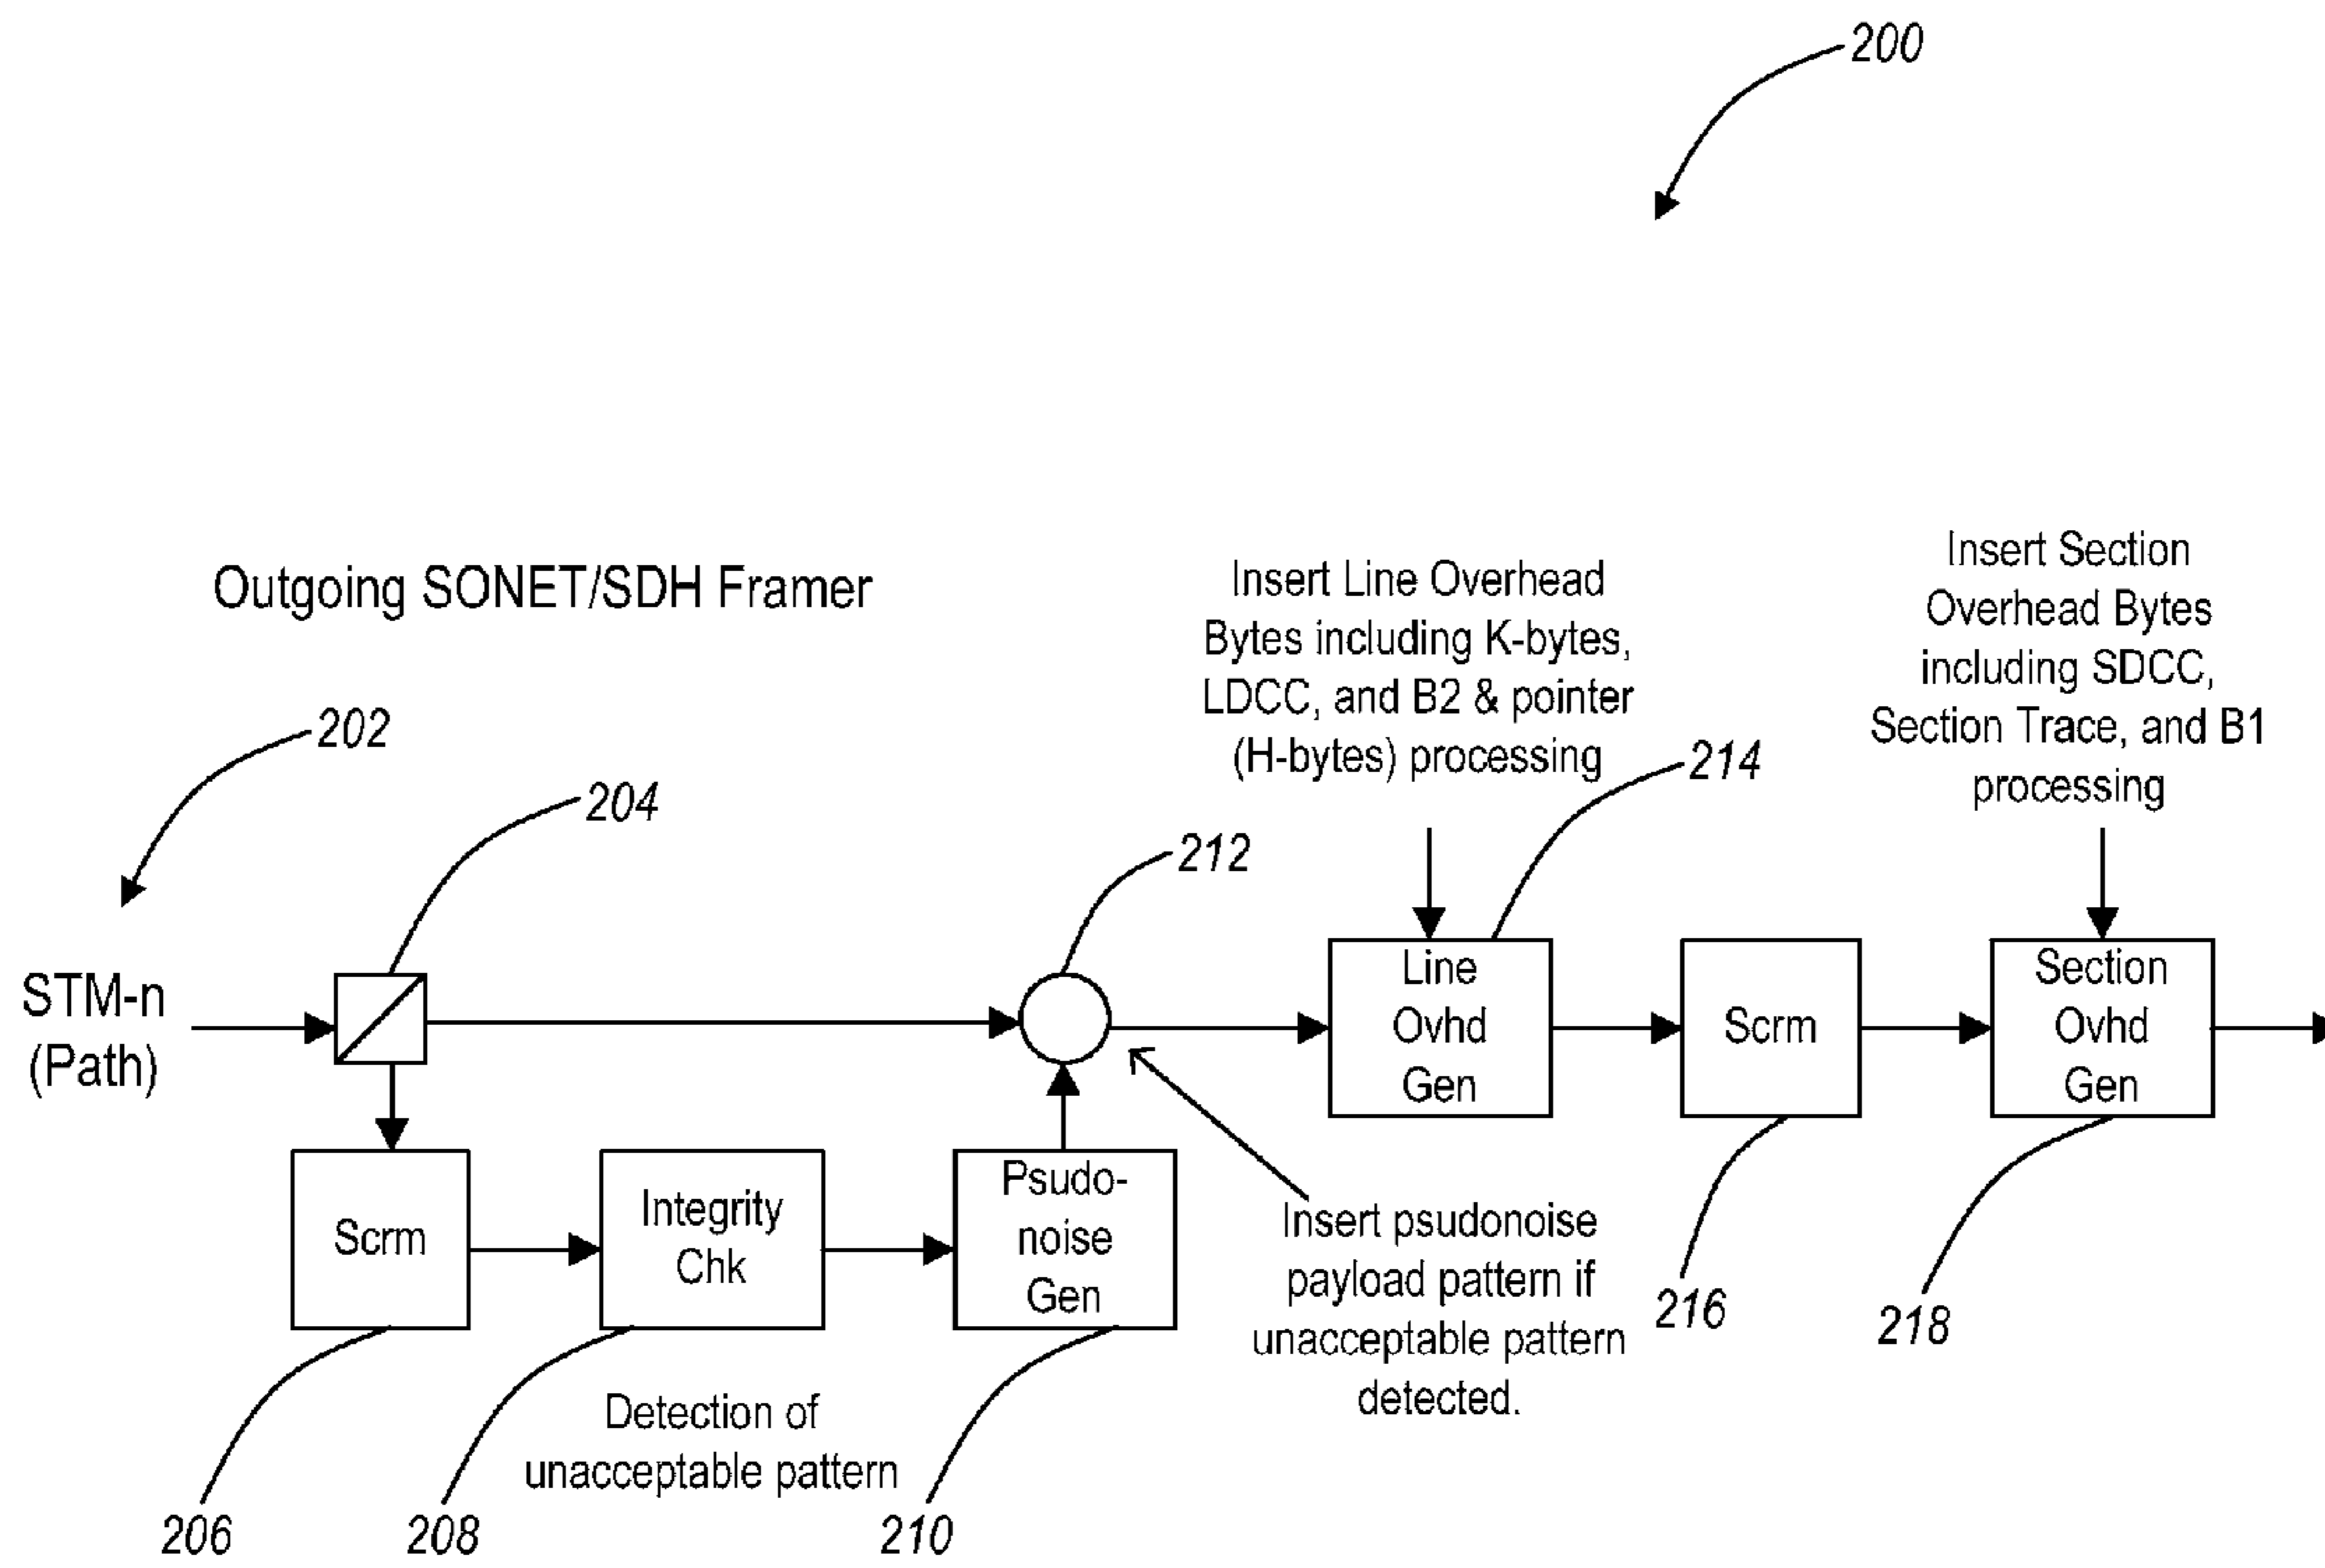 200
Outgoing SONET/SDH Framer
Insert Line Overhead
Bytes including K-bytes,
LDCC, and B2 & pointer
(H-bytes) processing
Insert Section
Overhead Bytes
including SDCC,
Section Trace, and B1
processing
202
204
212
214
STM-n
(Path)
Line
Ovhd
Gen
Scrm
Section
Ovhd
Gen
Scrm
Integrity
Chk
Psudo-
noise
Gen
Insert psudonoise
payload pattern if
unacceptable pattern
detected.
216
218
Detection of
unacceptable pattern
206
208
210